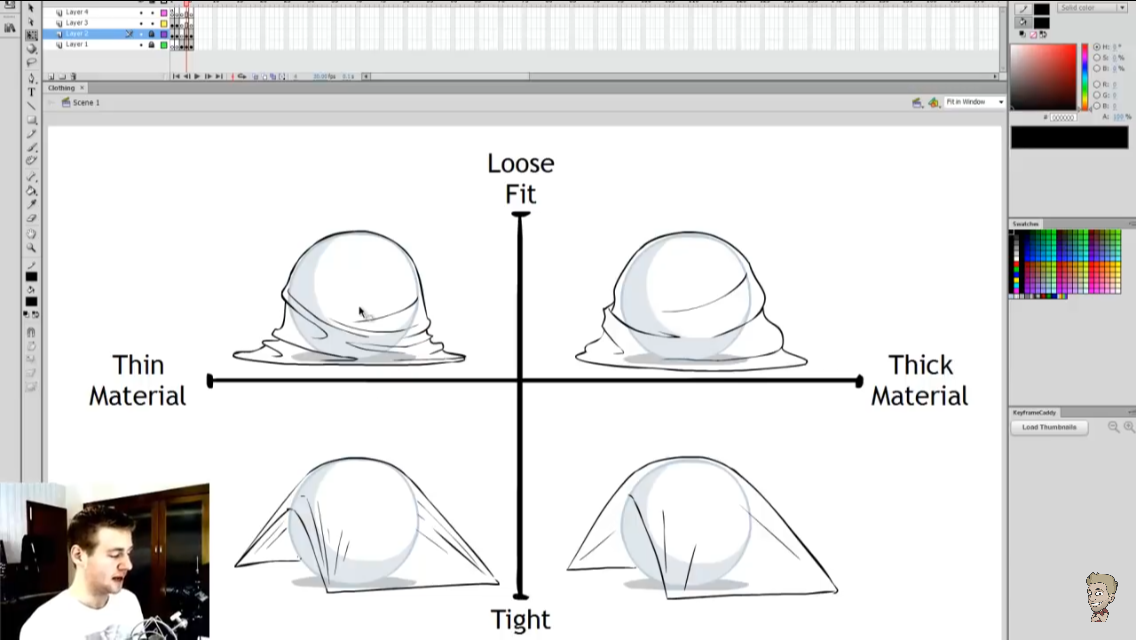 Layer 4
Layer 3
Layer 2
Layer 1
Clothing
Scene 1
Fit in Window
Solid color
H:
S: %
B: %
R:
G:
B:
A: 100 %
# 000000
Swatches
KeyframeCaddy
Load Thumbnails
Loose
Fit
Thin
Material
Thick
Material
Tight